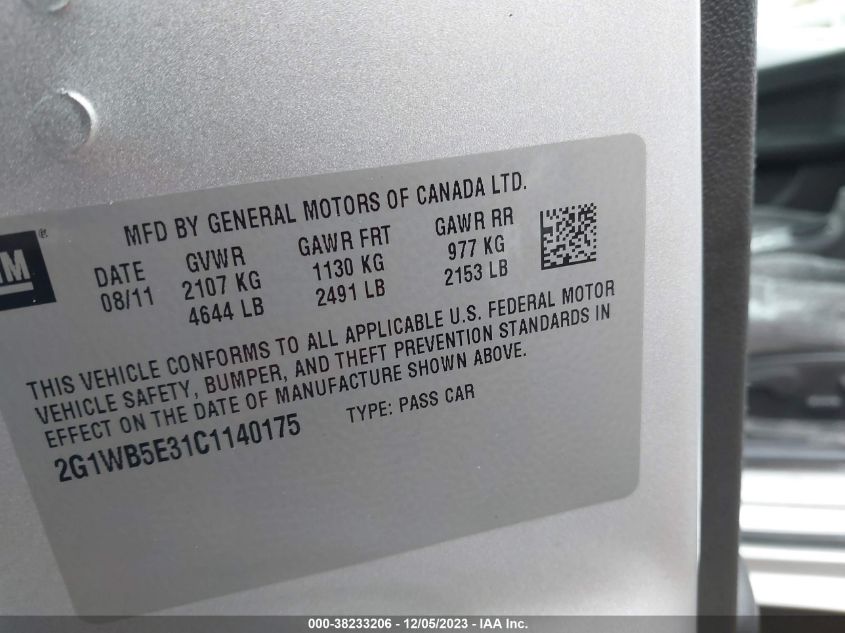 MFD BY GENERAL MOTORS OF CANADA LTD.
GM®
DATE GVWR GAWR FRT GAWR RR
08/11 2107 KG 1130 KG 977 KG
4644 LB 2491 LB 2153 LB
THIS VEHICLE CONFORMS TO ALL APPLICABLE U.S. FEDERAL MOTOR
VEHICLE SAFETY, BUMPER, AND THEFT PREVENTION STANDARDS IN
EFFECT ON THE DATE OF MANUFACTURE SHOWN ABOVE.
2G1WB5E31C1140175 TYPE: PASS CAR
000-38233206 - 12/05/2023 - IAA Inc.